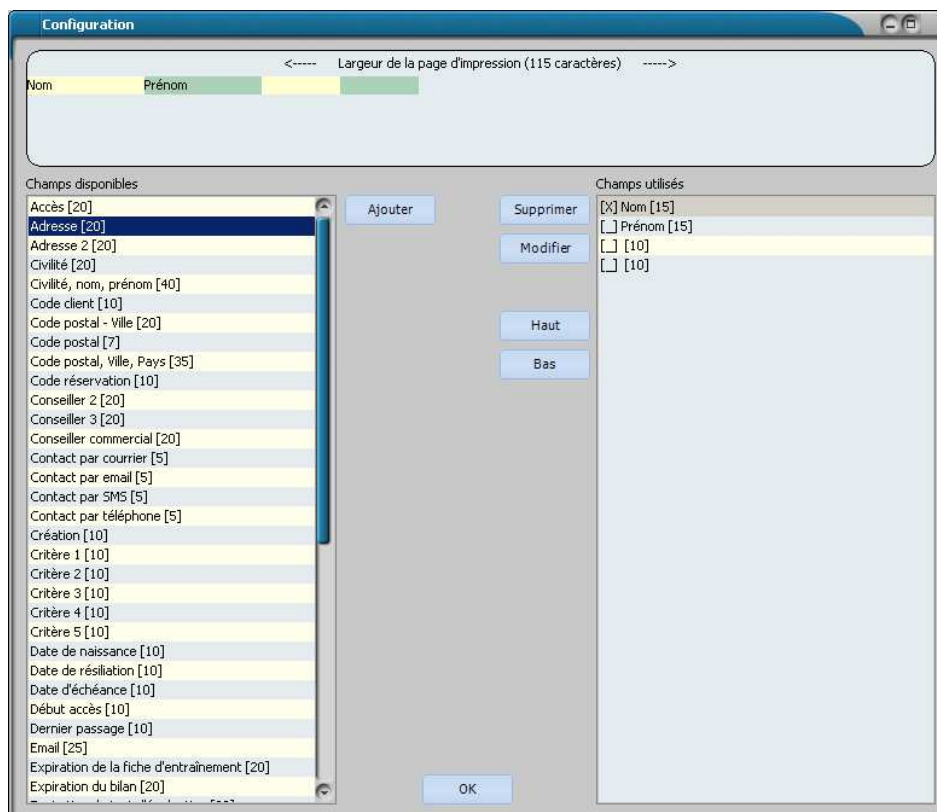 Configuration
<----- Largeur de la page d'impression (115 caractères) ----->
Nom Prénom
Champs disponibles
Accès [20]
Adresse [20]
Adresse 2 [20]
Civilité [20]
Civilité, nom, prénom [40]
Code client [10]
Code postal - Ville [20]
Code postal [7]
Code postal, Ville, Pays [35]
Code réservation [10]
Conseiller 2 [20]
Conseiller 3 [20]
Conseiller commercial [20]
Contact par courrier [5]
Contact par email [5]
Contact par SMS [5]
Contact par téléphone [5]
Création [10]
Critère 1 [10]
Critère 2 [10]
Critère 3 [10]
Critère 4 [10]
Critère 5 [10]
Date de naissance [10]
Date de résiliation [10]
Date d'échéance [10]
Début accès [10]
Dernier passage [10]
Email [25]
Expiration de la fiche d'entraînement [20]
Expiration du bilan [20]
Ajouter
Supprimer
Modifier
Haut
Bas
OK
Champs utilisés
[X] Nom [15]
[_] Prénom [15]
[_] [10]
[_] [10]